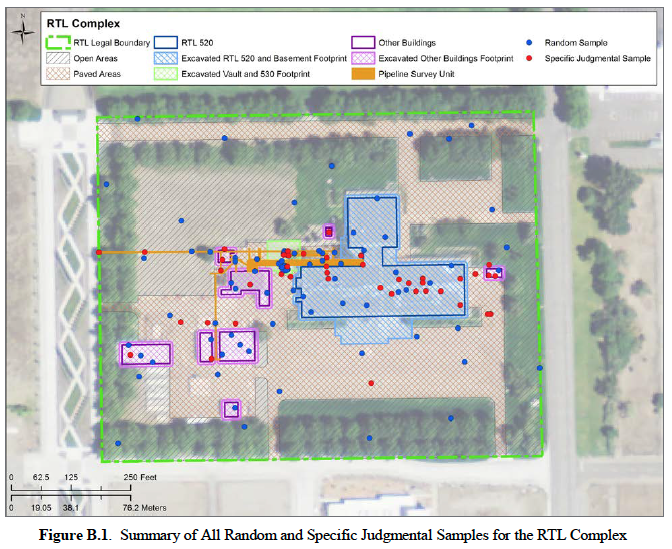 N
RTL Complex
RTL Legal Boundary RTL 520 Other Buildings Random Sample
Open Areas Excavated RTL 520 and Basement Footprint Excavated Other Buildings Footprint Specific Judgmental Sample
Paved Areas Excavated Vault and 530 Footprint Pipeline Survey Unit
0 62.5 125 250 Feet
0 19.05 38.1 76.2 Meters
Figure B.1. Summary of All Random and Specific Judgmental Samples for the RTL Complex